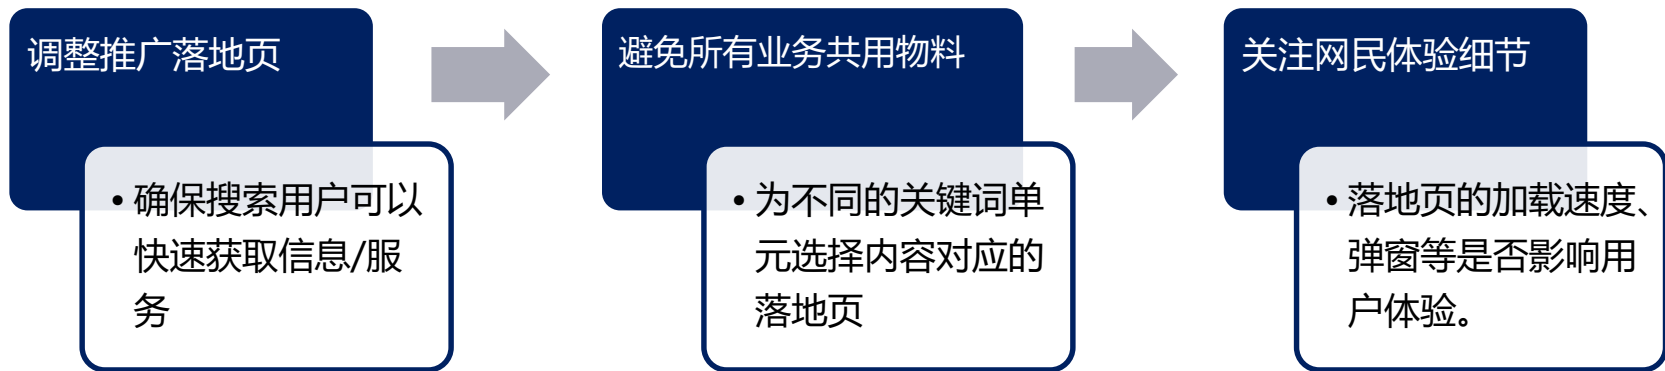 调整推广落地页
• 确保搜索用户可以
快速获取信息/服
务
避免所有业务共用物料
• 为不同的关键词单
元选择内容对应的
落地页
关注网民体验细节
• 落地页的加载速度、
弹窗等是否影响用
户体验。